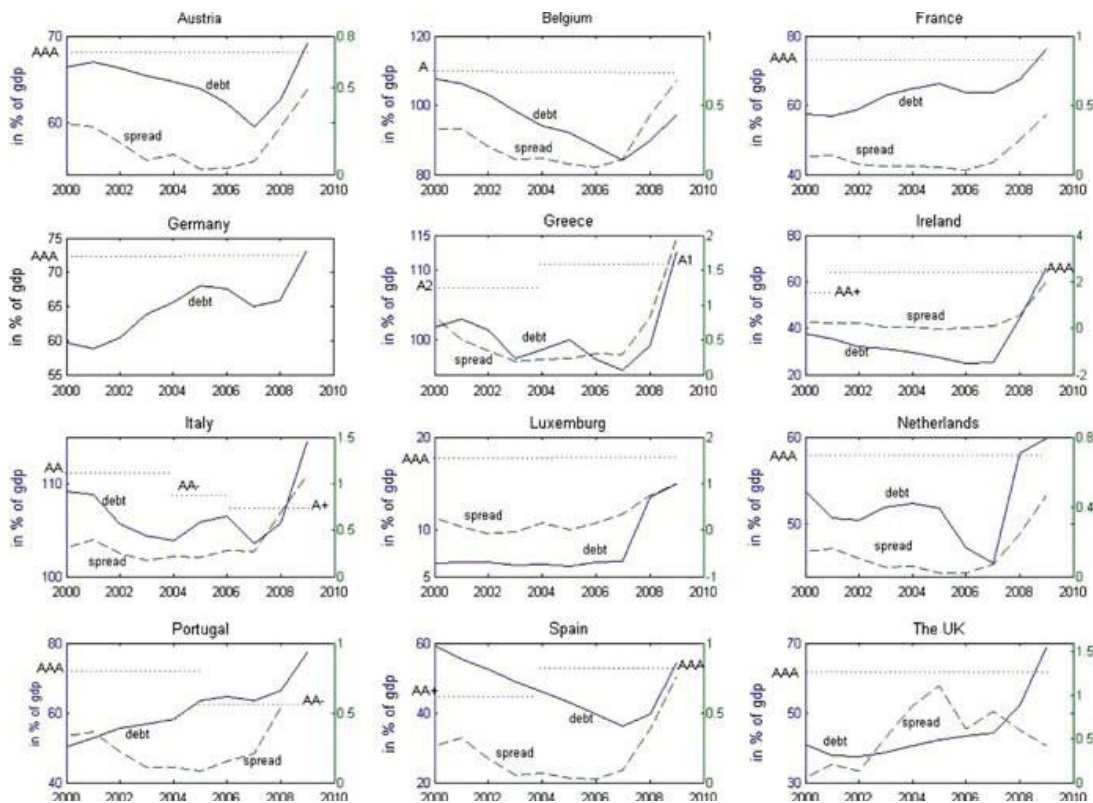 Austria
AAA
70
60
in % of gdp
debt
spread
0.8
0.5
0
2000 2002 2004 2006 2008 2010
Belgium
120
100
80
A
debt
spread
1
0.5
0
2000 2002 2004 2006 2008 2010
France
80
60
40
in % of gdp
AAA
debt
spread
1
0.5
0
2000 2002 2004 2006 2008 2010
Germany
75
70
65
60
55
in % of gdp
AAA
debt
2000 2002 2004 2006 2008 2010
Greece
115
110
100
in % of gdp
A2
A1
debt
spread
2
1.5
1
0.5
0
2000 2002 2004 2006 2008 2010
Ireland
80
60
40
20
in % of gdp
AA+
AAA
spread
debt
4
2
0
-2
2000 2002 2004 2006 2008 2010
Italy
110
100
in % of gdp
AA
AA-
A+
debt
spread
1.5
1
0.5
0
2000 2002 2004 2006 2008 2010
Luxemburg
20
10
5
in % of gdp
AAA
spread
debt
2
1
0
-1
2000 2002 2004 2006 2008 2010
Netherlands
60
50
in % of gdp
AAA
debt
spread
0.8
0.5
0
2000 2002 2004 2006 2008 2010
Portugal
80
60
40
in % of gdp
AAA
AA-
debt
spread
1
0.5
0
2000 2002 2004 2006 2008 2010
Spain
60
40
20
in % of gdp
AA+
AAA
debt
spread
1
0.5
0
2000 2002 2004 2006 2008 2010
The UK
70
50
30
in % of gdp
AAA
debt
spread
1.5
1
0.5
0
2000 2002 2004 2006 2008 2010